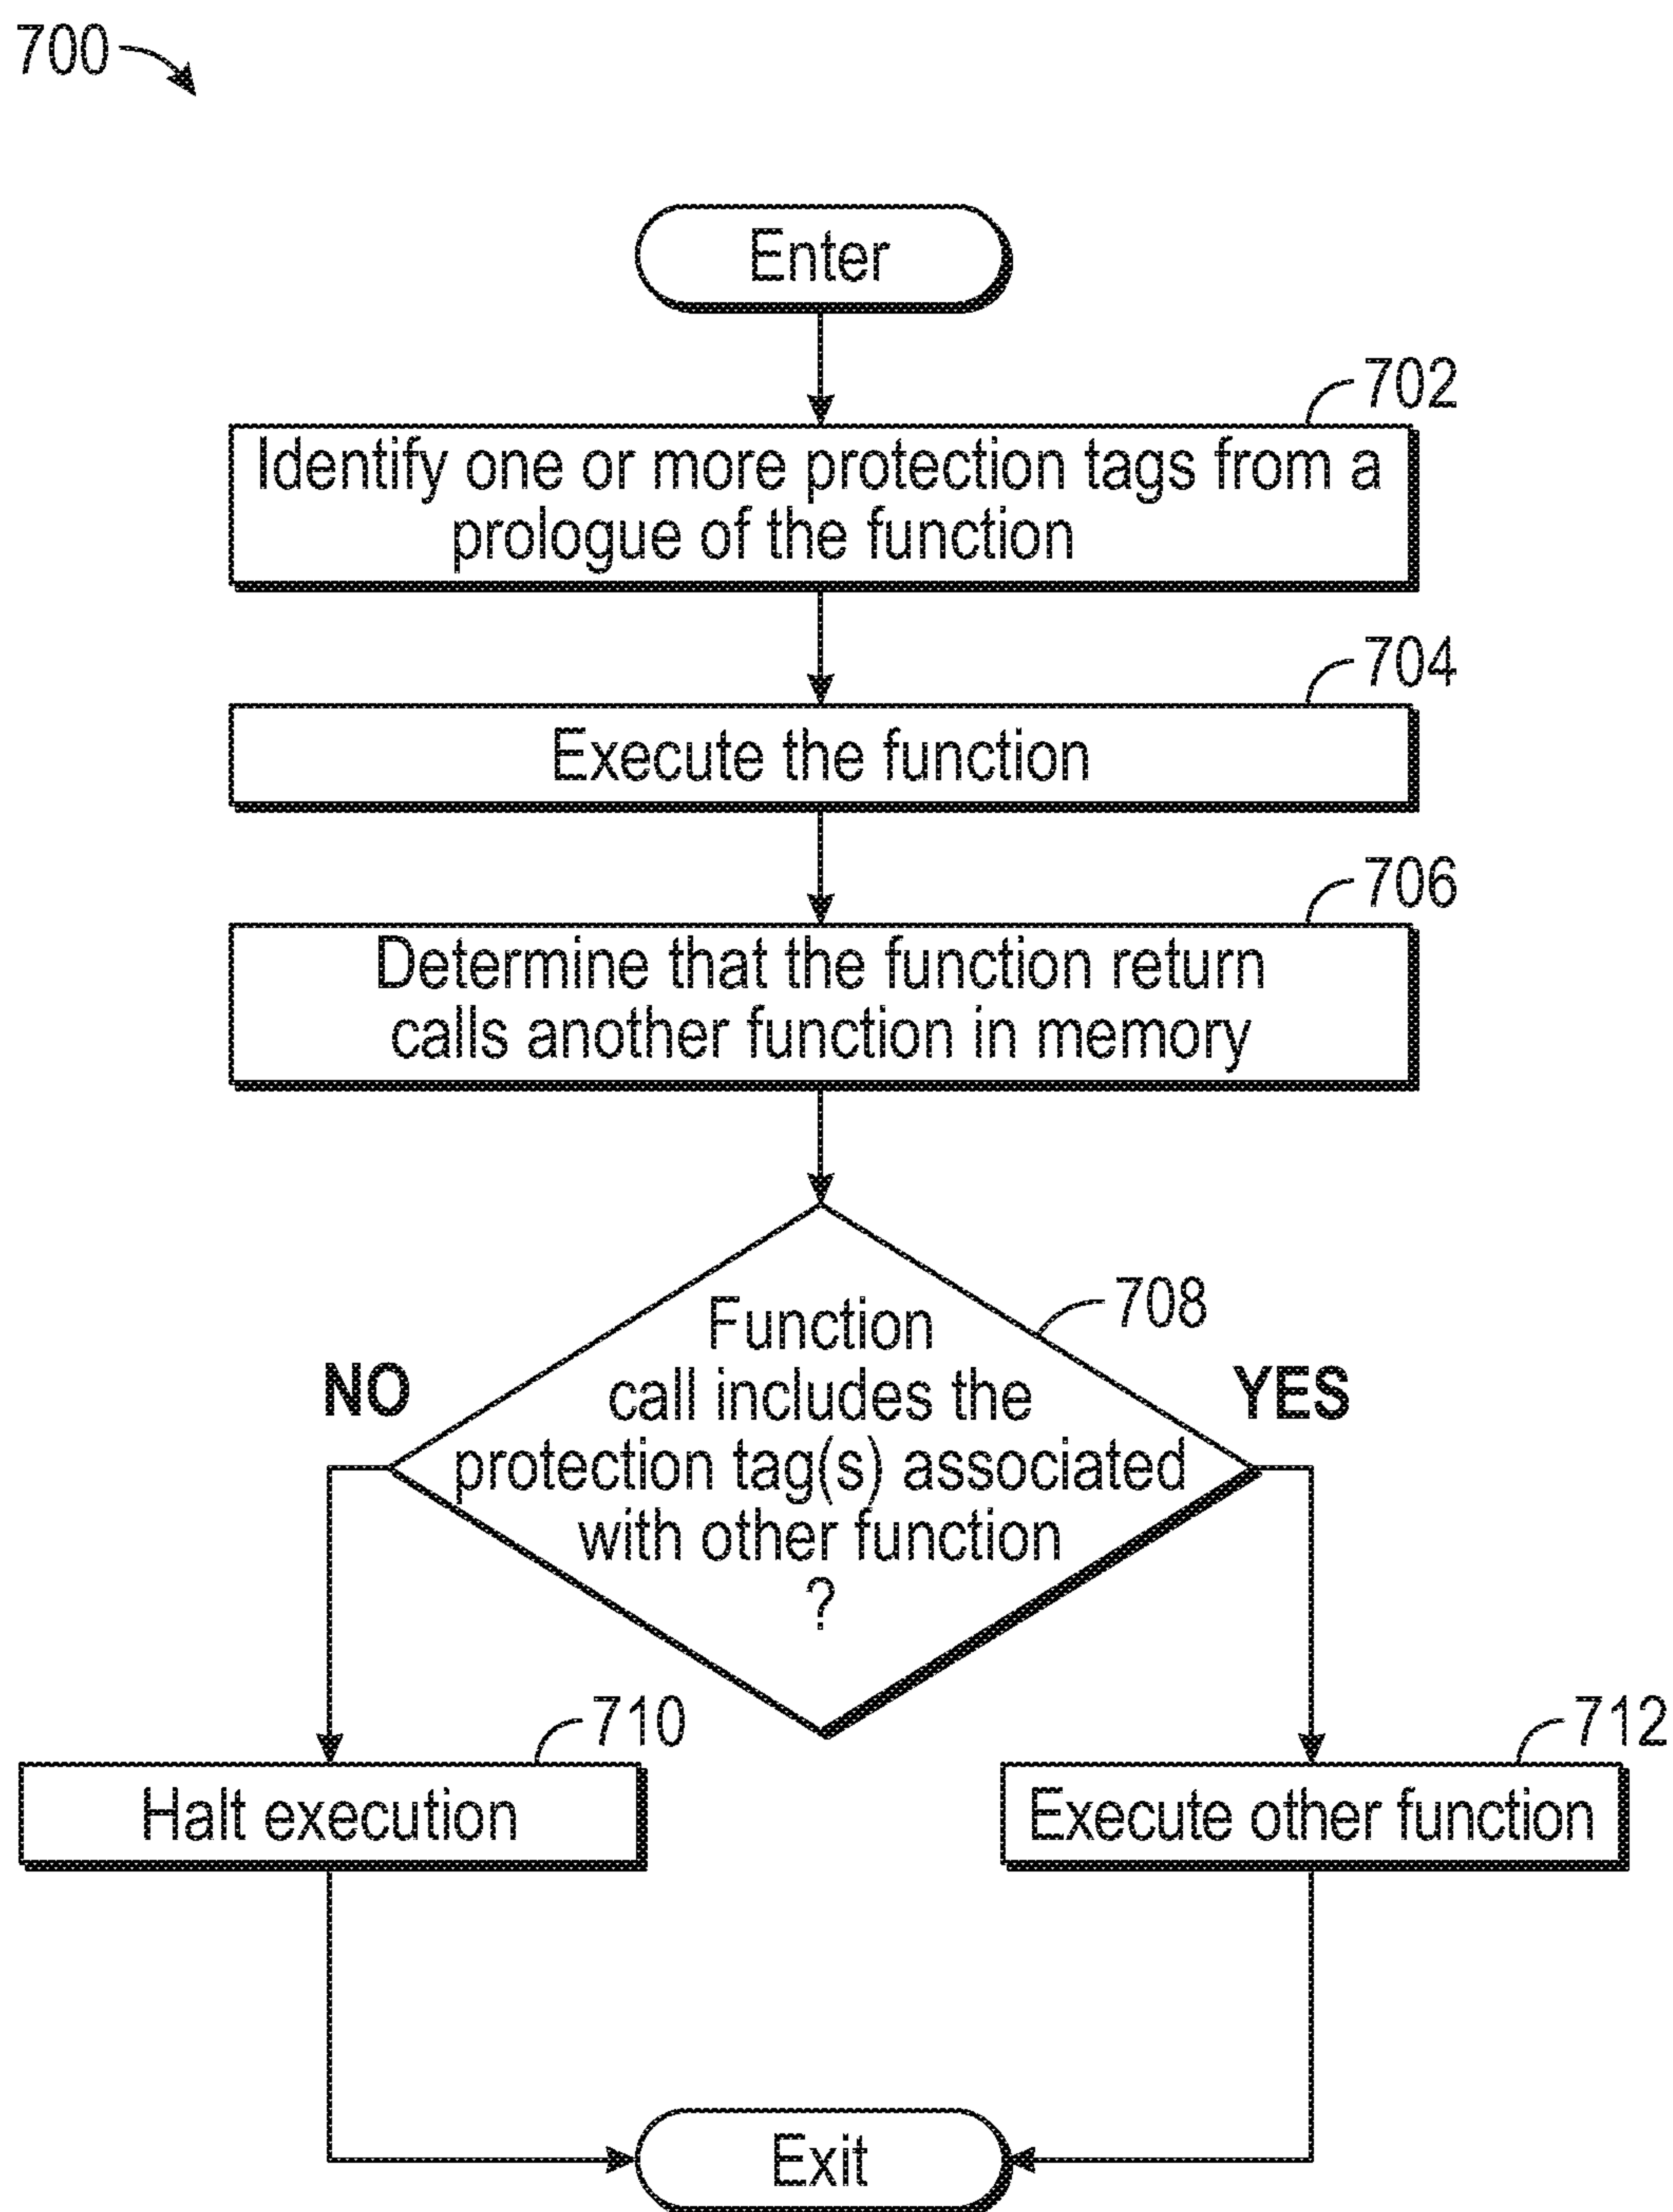 700
Enter
702
Identify one or more protection tags from a
prologue of the function
704
Execute the function
706
Determine that the function return
calls another function in memory
708
Function
call includes the
protection tag(s) associated
with other function
?
NO
YES
710
Halt execution
712
Execute other function
Exit